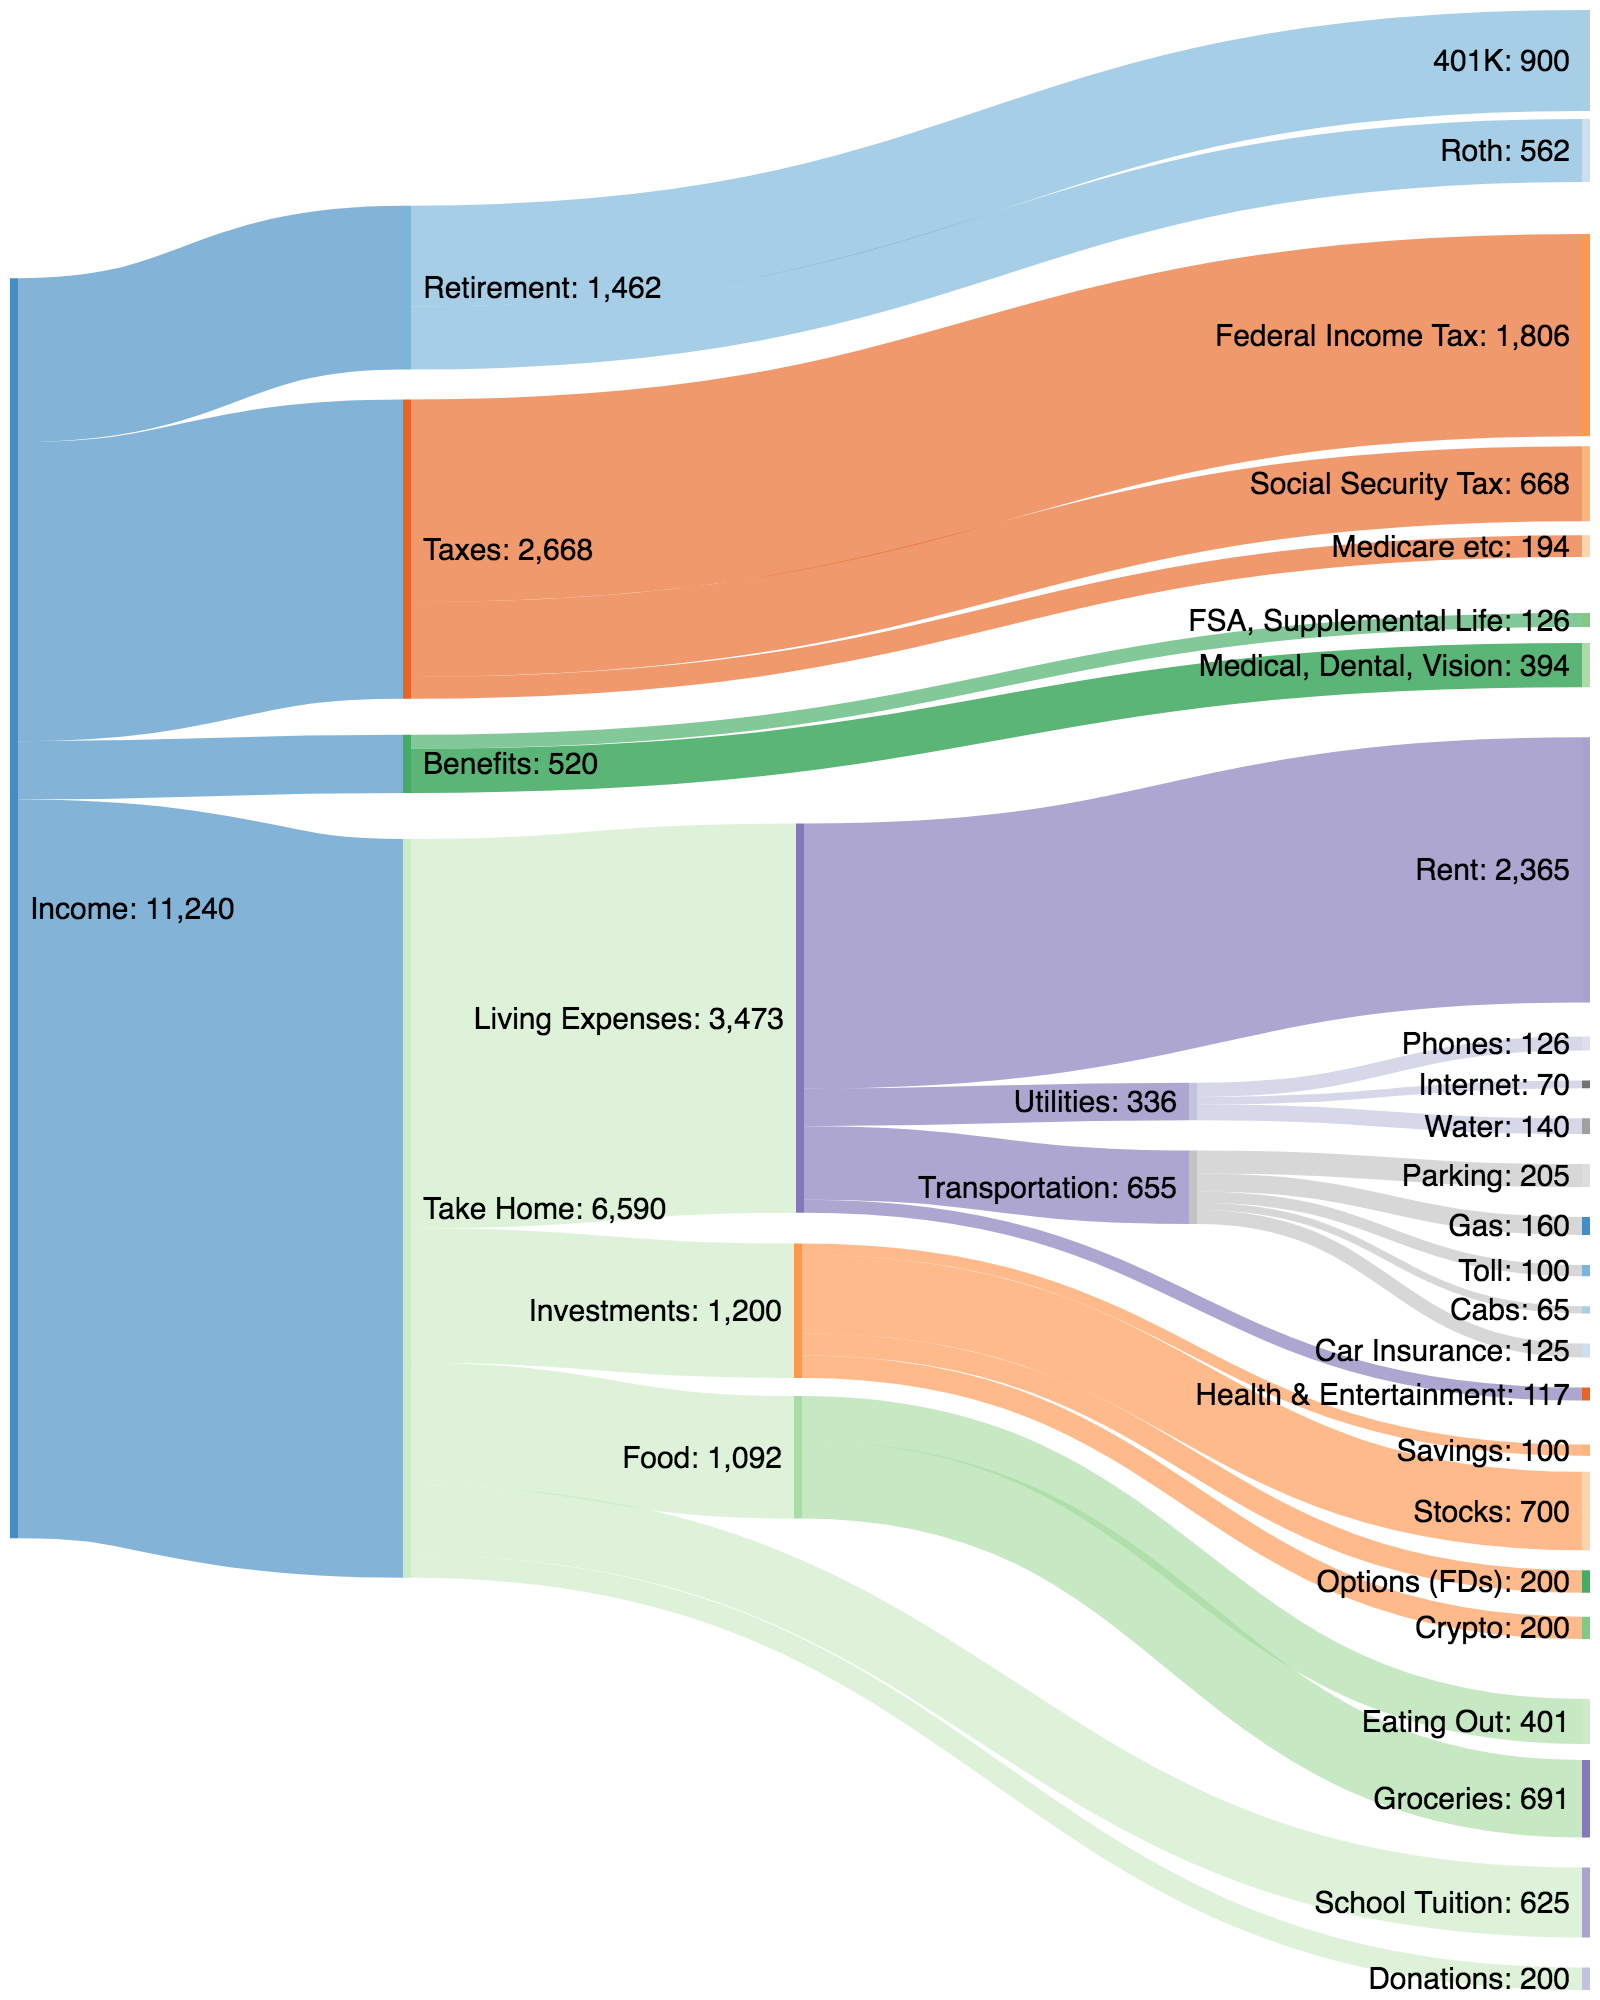 401K: 900
Roth: 562
Retirement: 1,462
Federal Income Tax: 1,806
Social Security Tax: 668
Taxes: 2,668
Medicare etc: 194
FSA, Supplemental Life: 126
Medical, Dental, Vision: 394
Benefits: 520
Rent: 2,365
Income: 11,240
Living Expenses: 3,473
Phones: 126
Internet: 70
Utilities: 336
Water: 140
Parking: 205
Transportation: 655
Take Home: 6,590
Gas: 160
Toll: 100
Investments: 1,200
Cabs: 65
Car Insurance: 125
Health & Entertainment: 117
Savings: 100
Food: 1,092
Stocks: 700
Options (FDs): 200
Crypto: 200
Eating Out: 401
Groceries: 691
School Tuition: 625
Donations: 200